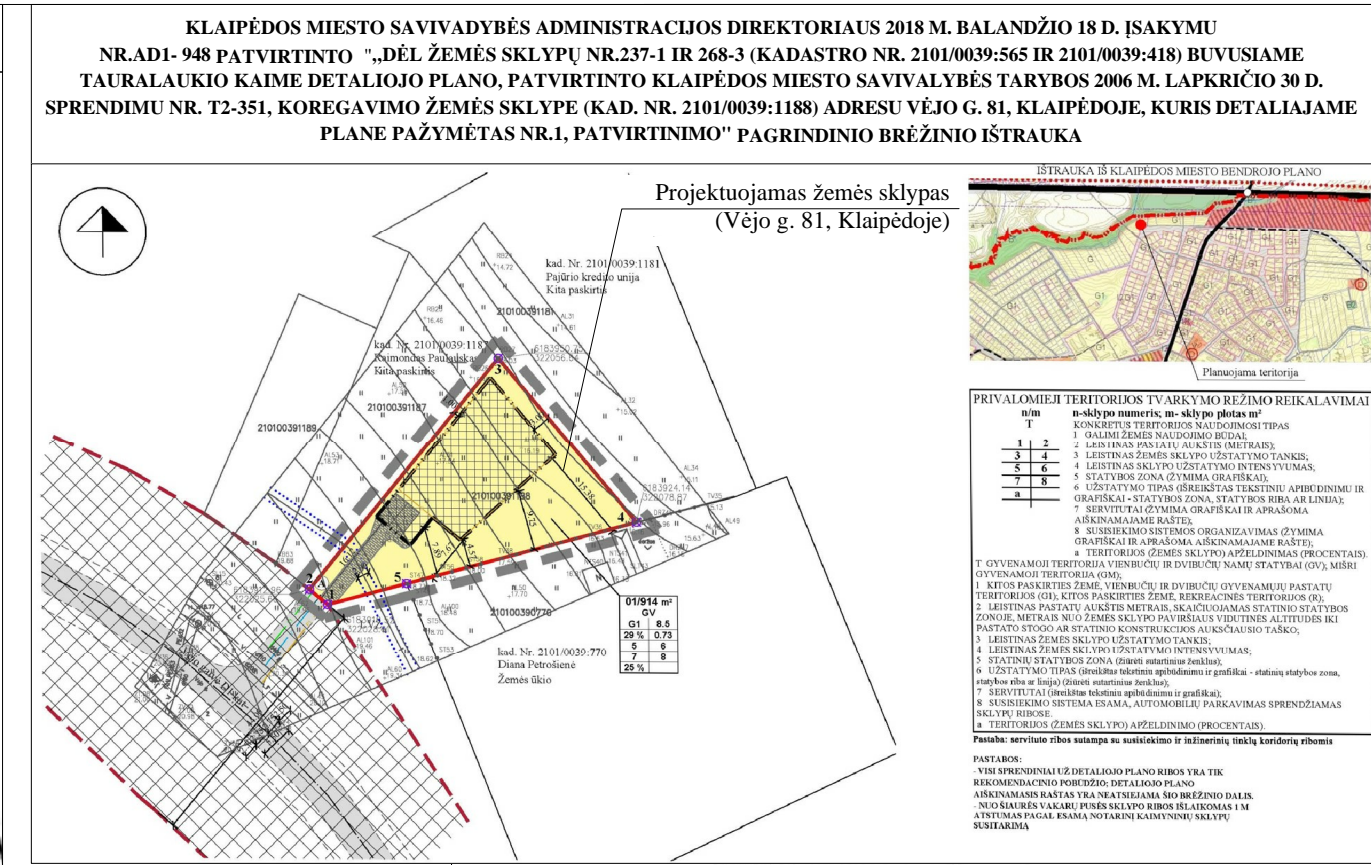 KLAIPĖDOS MIESTO SAVIVADYBĖS ADMINISTRACIJOS DIREKTORIAUS 2018 M. BALANDŽIO 18 D. ĮSAKYMU
NR.AD1- 948 PATVIRTINTO "„DĖL ŽEMĖS SKLYPŲ NR.237-1 IR 268-3 (KADASTRO NR. 2101/0039:565 IR 2101/0039:418) BUVUSIAME
TAURALAUKIO KAIME DETALIOJO PLANO, PATVIRTINTO KLAIPĖDOS MIESTO SAVIVALYBĖS TARYBOS 2006 M. LAPKRIČIO 30 D.
SPRENDIMU NR. T2-351, KOREGAVIMO ŽEMĖS SKLYPE (KAD. NR. 2101/0039:1188) ADRESU VĖJO G. 81, KLAIPĖDOJE, KURIS DETALIAJAME
PLANE PAŽYMĖTAS NR.1, PATVIRTINIMO" PAGRINDINIO BRĖŽINIO IŠTRAUKA
Projektuojamas žemės sklypas
(Vėjo g. 81, Klaipėdoje)
IŠTRAUKA IŠ KLAIPĖDOS MIESTO BENDROJO PLANO
Planuojama teritorija
kad. Nr. 2101/0039:1181
Pajūrio kredito unija
Kita paskirtis
210100391181
kad. Nr. 2101/0039:1187
Kita paskirtis
210100391187
210100391189
210100391188
210100390770
3
4
5
2
1
kad. Nr. 2101/0039:770
Diana Petrošienė
Žemės ūkio
01/914 m²
GV
G1 8.5
29 % 0.73
5 6
7 8
25 %
PRIVALOMIEJI TERITORIJOS TVARKYMO REŽIMO REIKALAVIMAI
n/m n-sklypo numeris; m- sklypo plotas m²
T KONKRETUS TERITORIJOS NAUDOJIMOSI TIPAS
1 2
3 4
5 6
7 8
a
1 GALIMI ŽEMĖS NAUDOJIMO BŪDAI;
2 LEISTINAS PASTATŲ AUKŠTIS (METRAIS);
3 LEISTINAS ŽEMĖS SKLYPO UŽSTATYMO TANKIS;
4 LEISTINAS SKLYPO UŽSTATYMO INTENSYVUMAS;
5 STATYBOS ZONA (ŽYMIMA GRAFIŠKAI);
6 UŽSTATYMO TIPAS (IŠREIKŠTAS TEKSTINIU APIBŪDINIMU IR
GRAFIŠKAI - STATYBOS ZONA, STATYBOS RIBA AR LINIJA);
7 SERVITUTAI (ŽYMIMA GRAFIŠKAI IR APRAŠOMA
AIŠKINAMAJAME RAŠTE);
8 SUSISIEKIMO SISTEMOS ORGANIZAVIMAS (ŽYMIMA
GRAFIŠKAI IR APRAŠOMA AIŠKINAMAJAME RAŠTE);
a TERITORIJOS (ŽEMĖS SKLYPO) APŽELDINIMAS (PROCENTAIS).
T GYVENAMOJI TERITORIJA VIENBUČIŲ IR DVIBUČIŲ NAMŲ STATYBAI (GV); MIŠRI
GYVENAMOJI TERITORIJA (GM);
1 KITOS PASKIRTIES ŽEMĖ, VIENBUČIŲ IR DVIBUČIŲ GYVENAMŲJŲ PASTATŲ
TERITORIJOS (G1); KITOS PASKIRTIES ŽEMĖ, REKREACINĖS TERITORIJOS (R);
2 LEISTINAS PASTATŲ AUKŠTIS METRAIS, SKAIČIUOJAMAS STATINIO STATYBOS
ZONOJE, METRAIS NUO ŽEMĖS SKLYPO PAVIRŠIAUS VIDUTINĖS ALTITUDĖS IKI
PASTATO STOGO AR STATINIO KONSTRUKCIJOS AUKSČIAUSIO TAŠKO;
3 LEISTINAS ŽEMĖS SKLYPO UŽSTATYMO TANKIS;
4 LEISTINAS ŽEMĖS SKLYPO UŽSTATYMO INTENSYVUMAS;
5 STATINIŲ STATYBOS ZONA (žiūrėti sutartinius ženklus);
6 UŽSTATYMO TIPAS (išreikštas tekstiniu apibūdinimu ir grafiškai - statinių statybos zona,
statybos riba ar linija) (žiūrėti sutartinius ženklus);
7 SERVITUTAI (išreikštas tekstiniu apibūdinimu ir grafiškai);
8 SUSISIEKIMO SISTEMA ESAMA, AUTOMOBILIŲ PARKAVIMAS SPRENDŽIAMAS
SKLYPŲ RIBOSE.
a TERITORIJOS (ŽEMĖS SKLYPO) APŽELDINIMO (PROCENTAIS).
Pastaba: servituto ribos sutampa su susisiekimo ir inžinerinių tinklų koridorių ribomis
PASTABOS:
- VISI SPRENDINIAI UŽ DETALIOJO PLANO RIBOS YRA TIK
REKOMENDACINIO POBŪDŽIO; DETALIOJO PLANO
AIŠKINAMASIS RAŠTAS YRA NEATSIEJAMA ŠIO BRĖŽINIO DALIS.
- NUO ŠIAURĖS VAKARŲ PUSĖS SKLYPO RIBOS IŠLAIKOMAS 1 M
ATSTUMAS PAGAL ESAMĄ NOTARINĮ KAIMYNINIŲ SKLYPŲ
SUSITARIMĄ